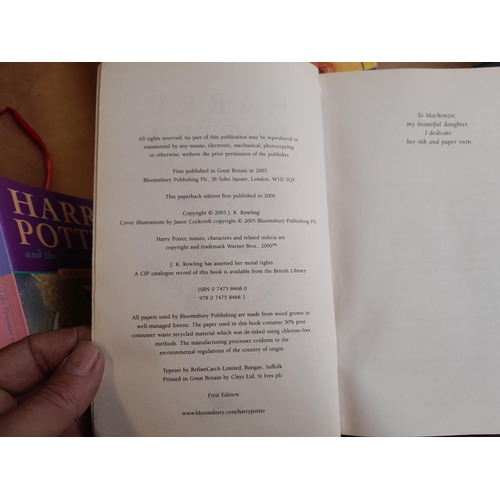 HARRY
POTTER
and the
All rights reserved; no part of this publication may be reproduced or
transmitted by any means, electronic, mechanical, photocopying
or otherwise, without the prior permission of the publisher
First published in Great Britain in 2005
Bloomsbury Publishing Plc, 36 Soho Square, London, W1D 3QY
This paperback edition first published in 2006
Copyright © 2005 J. K. Rowling
Cover illustrations by Jason Cockcroft copyright © 2005 Bloomsbury Publishing Plc
Harry Potter, names, characters and related indicia are
copyright and trademark Warner Bros., 2000™
J. K. Rowling has asserted her moral rights
A CIP catalogue record of this book is available from the British Library
ISBN 0 7475 8468 0
978 0 7475 8468 1
All papers used by Bloomsbury Publishing are made from wood grown in
well-managed forests. The paper used in this book contains 50% post
consumer waste recycled material which was de-inked using chlorine-free
methods. The manufacturing processes conform to the
environmental regulations of the country of origin.
Typeset by RefineCatch Limited, Bungay, Suffolk
Printed in Great Britain by Clays Ltd, St Ives plc
First Edition
www.bloomsbury.com/harrypotter
To Mackenzie,
my beautiful daughter,
I dedicate
her ink and paper twin